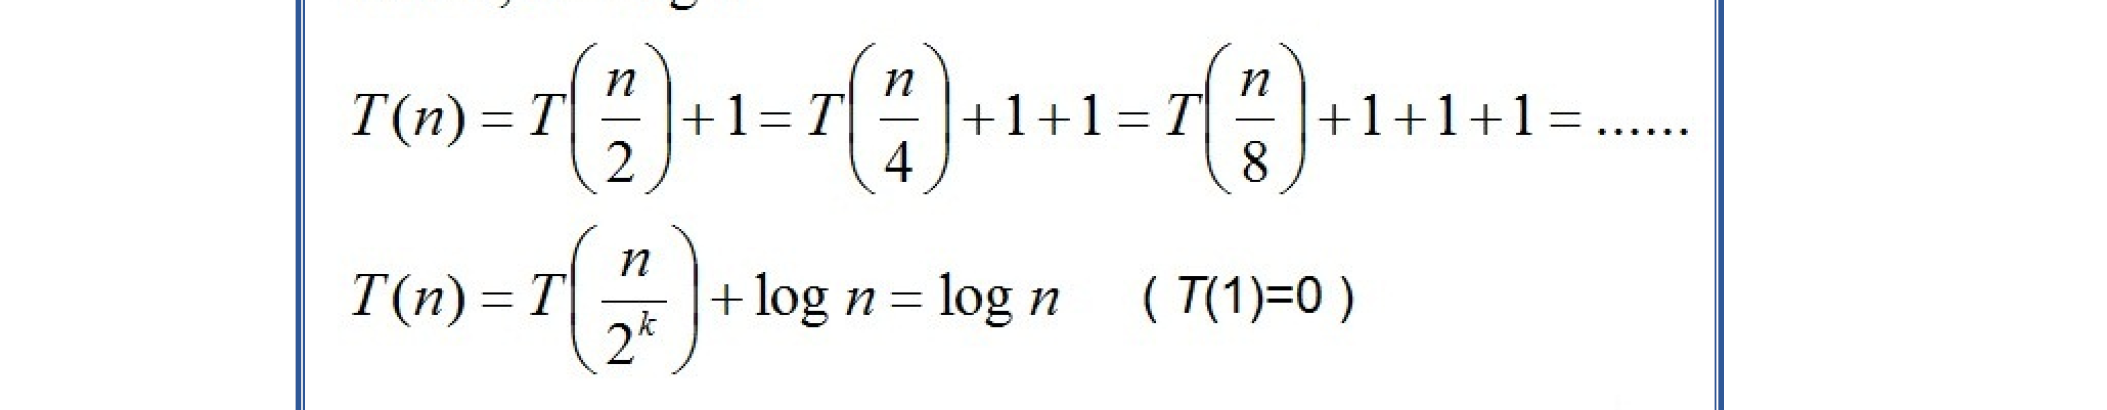 T(n) = T(n/2) + 1 = T(n/4) + 1 + 1 = T(n/8) + 1 + 1 + 1 = ......
T(n) = T(n/2^k) + log n = log n ( T(1)=0 )